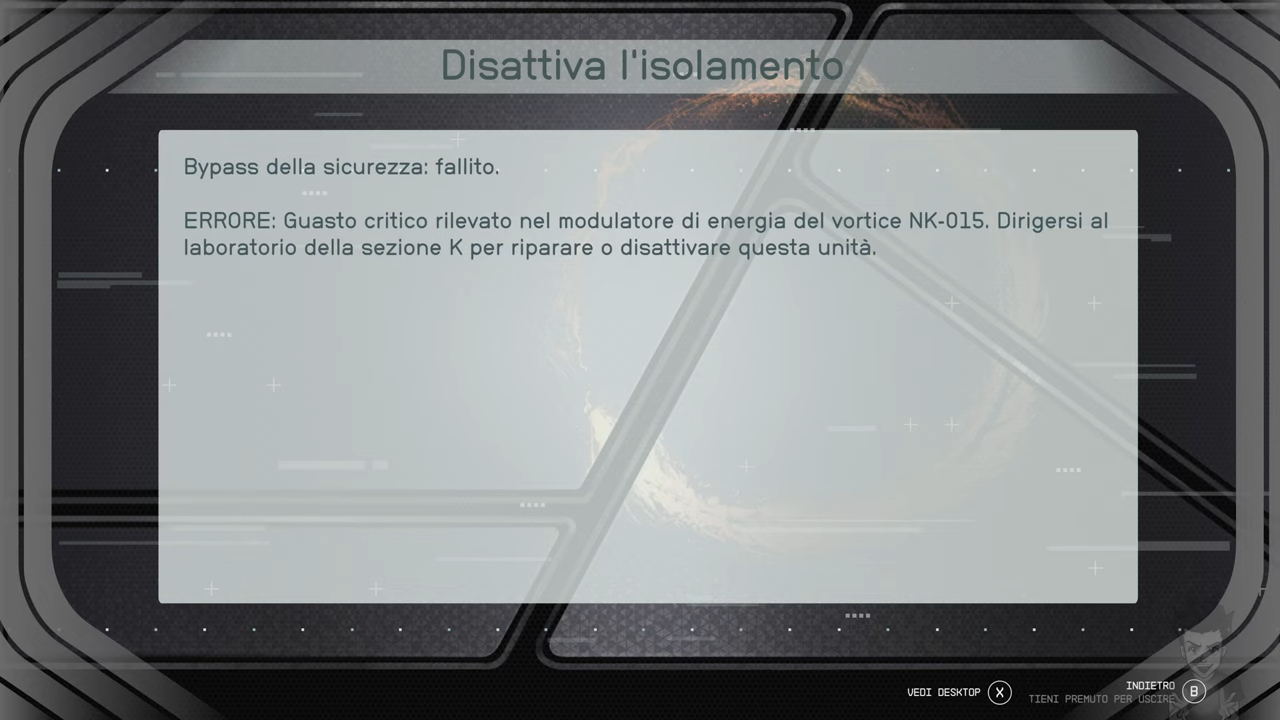 Disattiva l'isolamento
Bypass della sicurezza: fallito.
ERRORE: Guasto critico rilevato nel modulatore di energia del vortice NK-015. Dirigersi al
laboratorio della sezione K per riparare o disattivare questa unità.
VEDI DESKTOP X
INDIETRO B
TIENI PREMUTO PER USCIRE